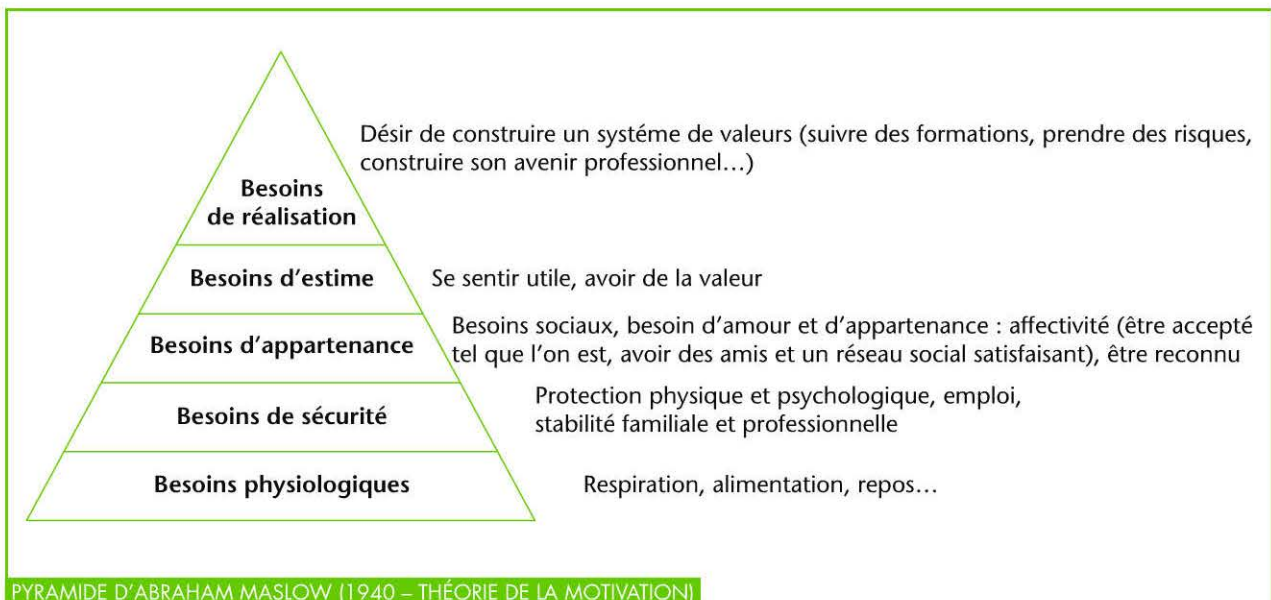 Désir de construire un systéme de valeurs (suivre des formations, prendre des risques,
construire son avenir professionnel…)
Besoins
de réalisation
Besoins d'estime
Se sentir utile, avoir de la valeur
Besoins d'appartenance
Besoins sociaux, besoin d'amour et d'appartenance : affectivité (être accepté
tel que l'on est, avoir des amis et un réseau social satisfaisant), être reconnu
Besoins de sécurité
Protection physique et psychologique, emploi,
stabilité familiale et professionnelle
Besoins physiologiques
Respiration, alimentation, repos…
PYRAMIDE D'ABRAHAM MASLOW (1940 – THÉORIE DE LA MOTIVATION)